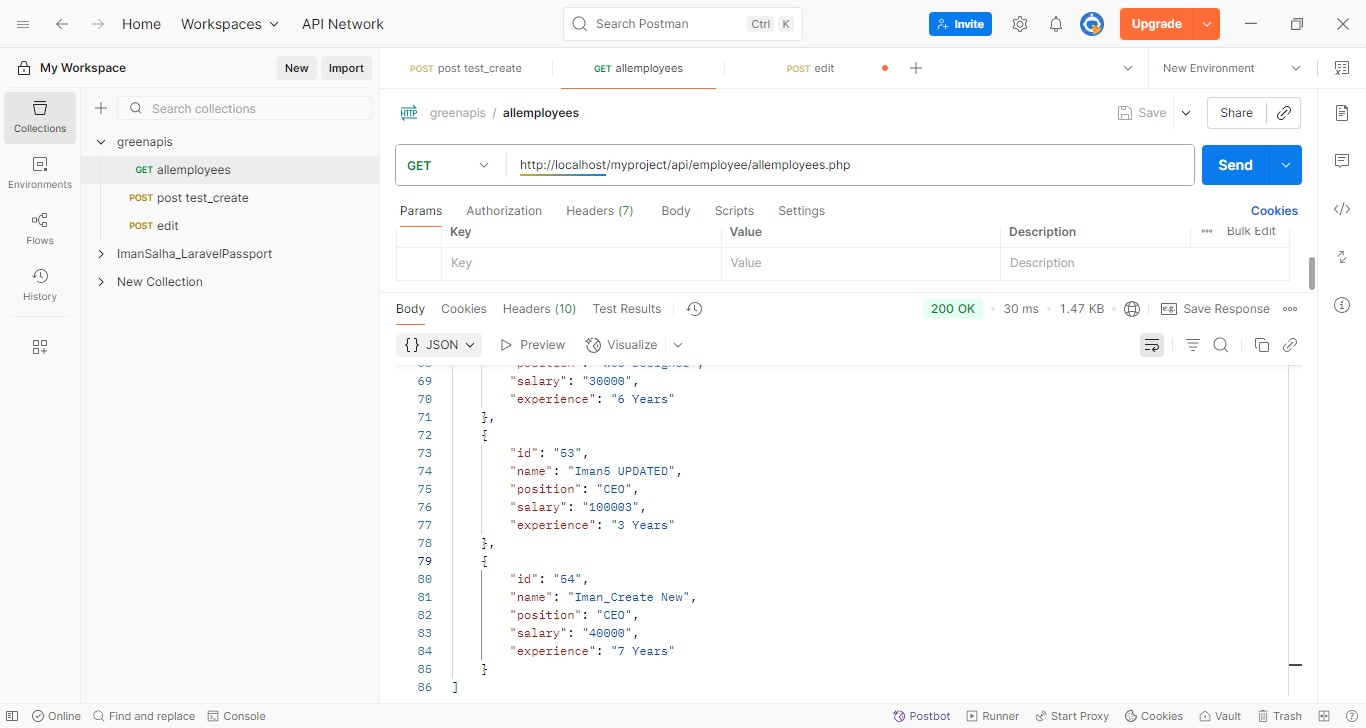 Home Workspaces API Network Search Postman Ctrl K Invite Upgrade
My Workspace New Import POST post test_create GET allemployees POST edit New Environment
Collections
Environments
Flows
History
Search collections
greenapis
GET allemployees
POST post test_create
POST edit
ImanSalha_LaravelPassport
New Collection
HTTP greenapis / allemployees Save Share
GET http://localhost/myproject/api/employee/allemployees.php Send
Params Authorization Headers (7) Body Scripts Settings Cookies
Key Value Description Bulk Edit
Key Value Description
Body Cookies Headers (10) Test Results 200 OK 30 ms 1.47 KB e.g. Save Response
{} JSON Preview Visualize
69 "salary": "30000",
70 "experience": "6 Years"
71 },
72 {
73 "id": "53",
74 "name": "Iman5 UPDATED",
75 "position": "CEO",
76 "salary": "100003",
77 "experience": "3 Years"
78 },
79 {
80 "id": "54",
81 "name": "Iman_Create New",
82 "position": "CEO",
83 "salary": "40000",
84 "experience": "7 Years"
85 }
86 ]
Online Find and replace Console Postbot Runner Start Proxy Cookies Vault Trash